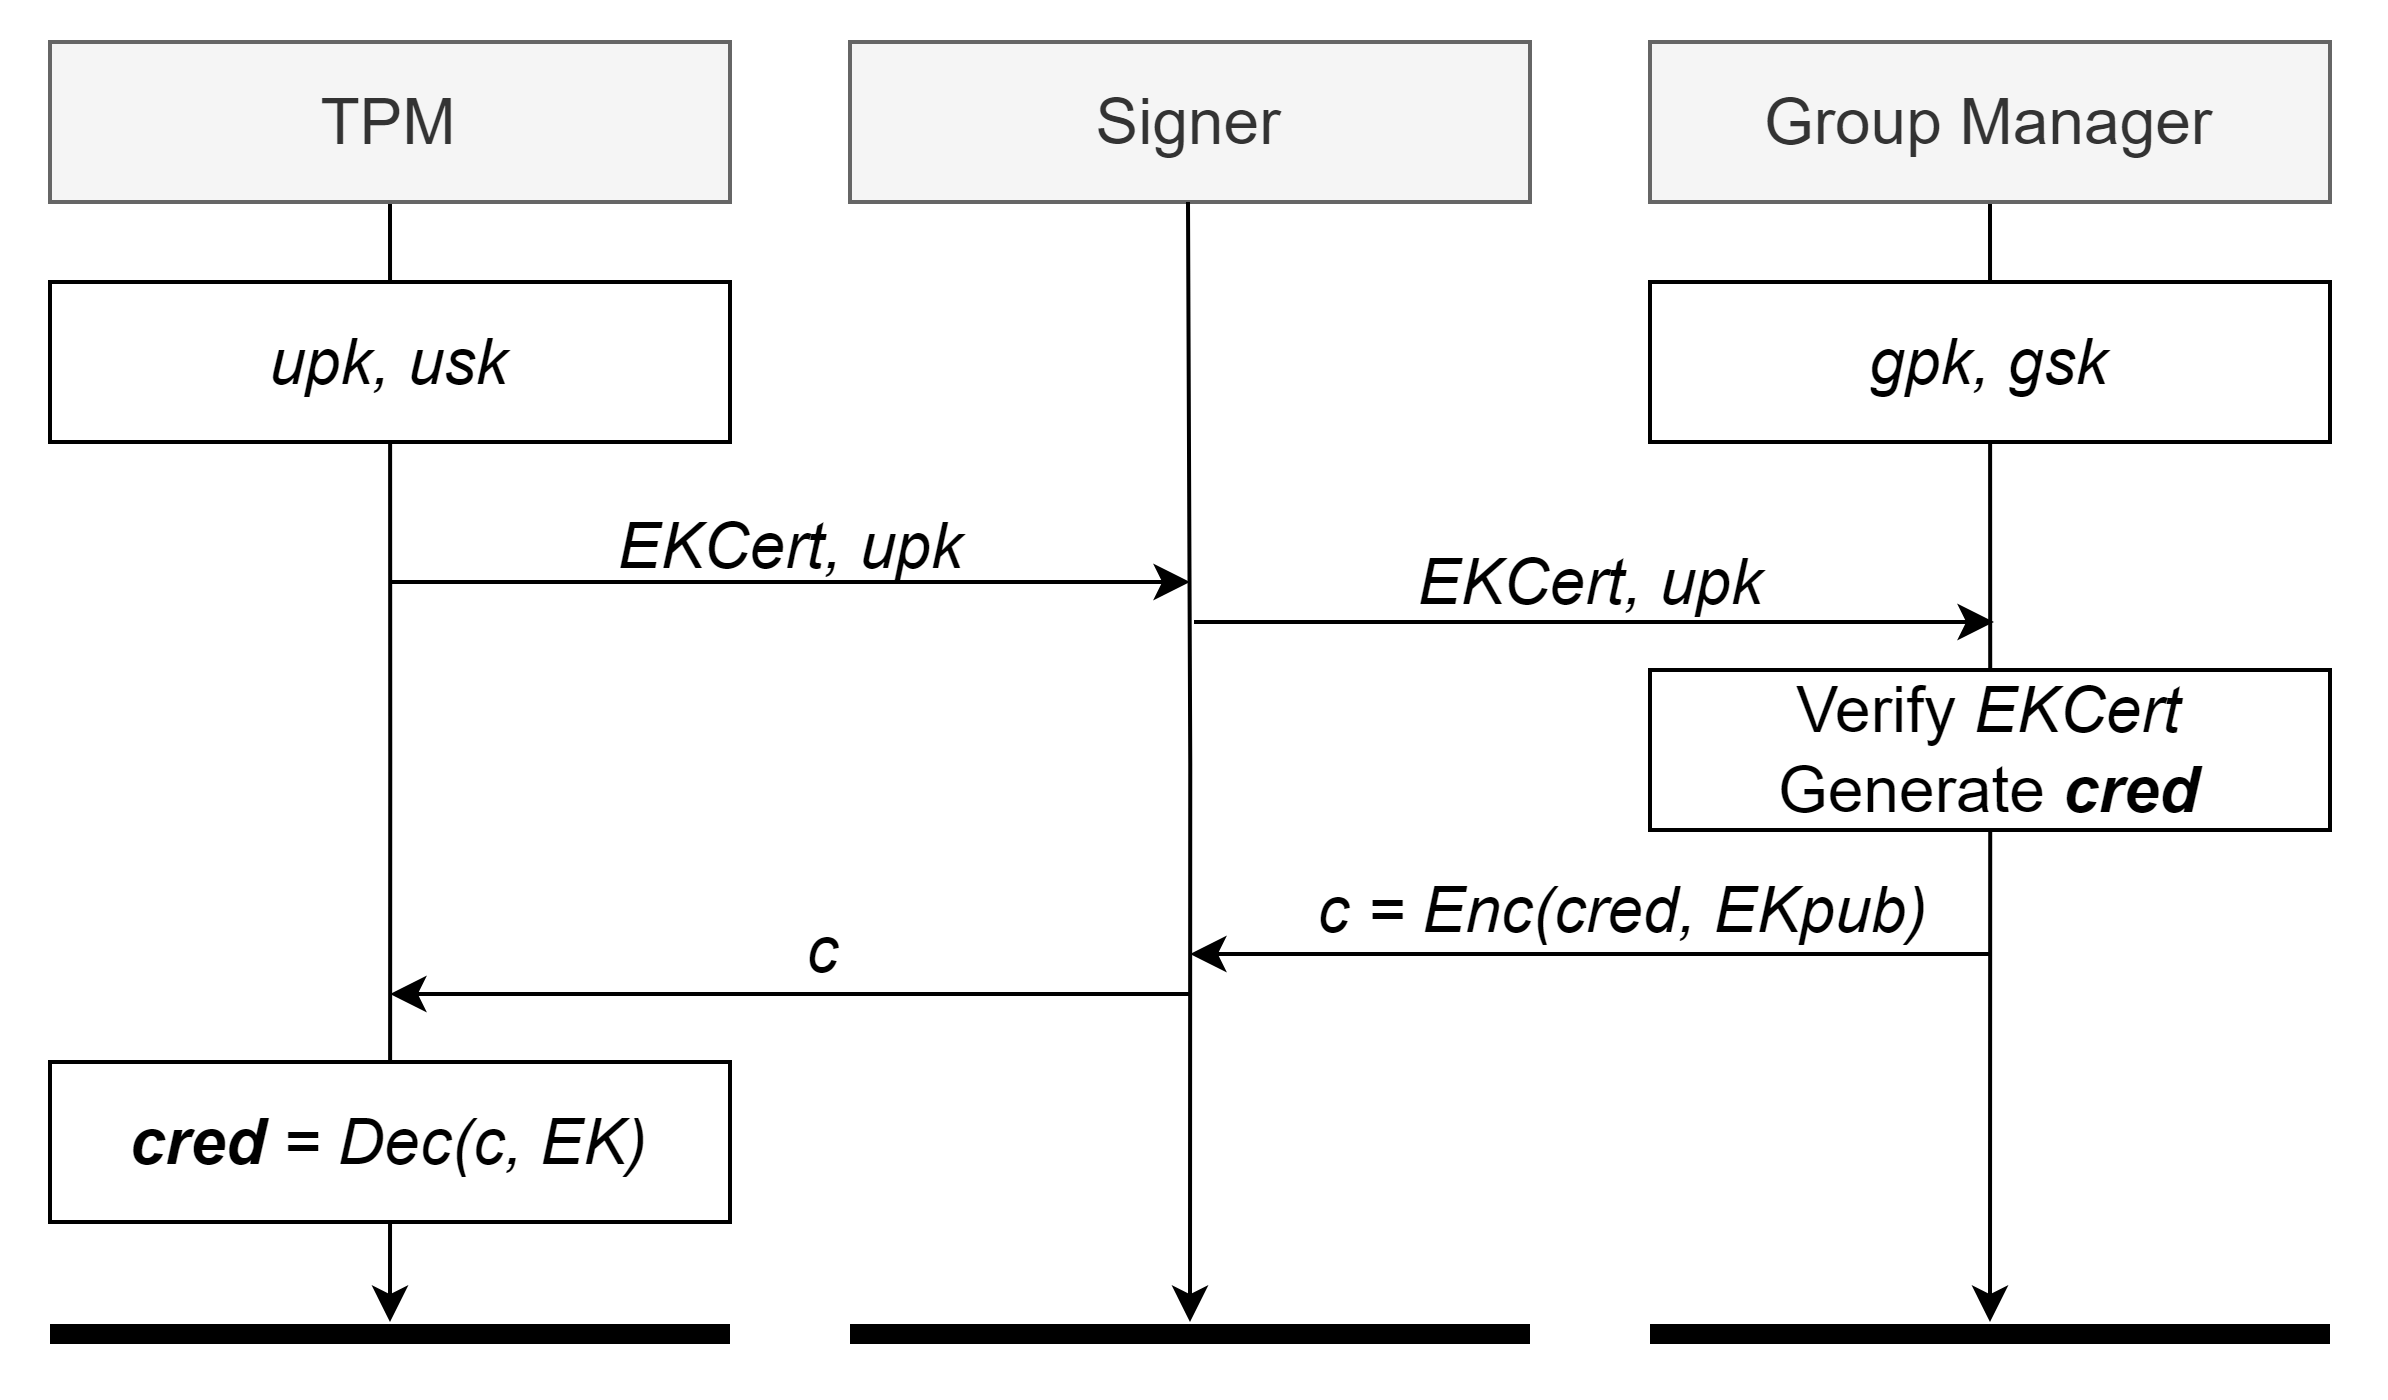 TPM
Signer
Group Manager
upk, usk
gpk, gsk
EKCert, upk
EKCert, upk
Verify EKCert
Generate cred
c = Enc(cred, EKpub)
c
cred = Dec(c, EK)